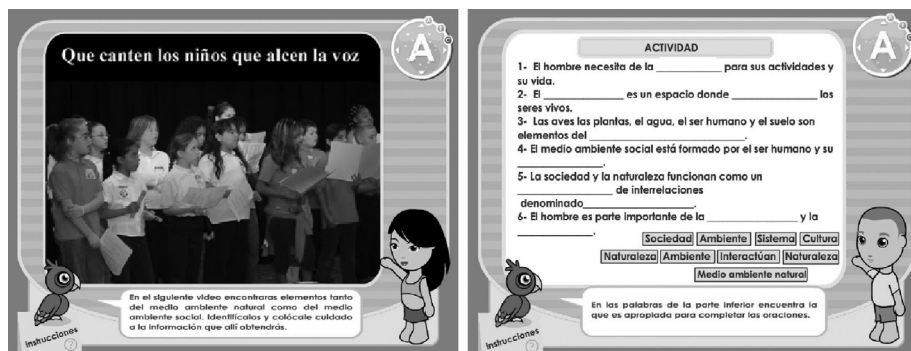 Que canten los niños que alcen la voz
A
En el siguiente video encontraras elementos tanto
del medio ambiente natural como del medio
ambiente social. Identifícalos y colócale cuidado
a la información que allí obtendrás.
Instrucciones
?
A
ACTIVIDAD
1- El hombre necesita de la ____________ para sus actividades y
su vida.
2- El ______________ es un espacio donde _______________ los
seres vivos.
3- Las aves las plantas, el agua, el ser humano y el suelo son
elementos del ___________________________.
4- El medio ambiente social está formado por el ser humano y su
_______________.
5- La sociedad y la naturaleza funcionan como un
_________________ de interrelaciones
denominado____________________.
6- El hombre es parte importante de la ________________ y la
_____________.
Sociedad Ambiente Sistema Cultura
Naturaleza Ambiente Interactúan Naturaleza
Medio ambiente natural
En las palabras de la parte inferior encuentra la
que es apropiada para completar las oraciones.
Instrucciones
?